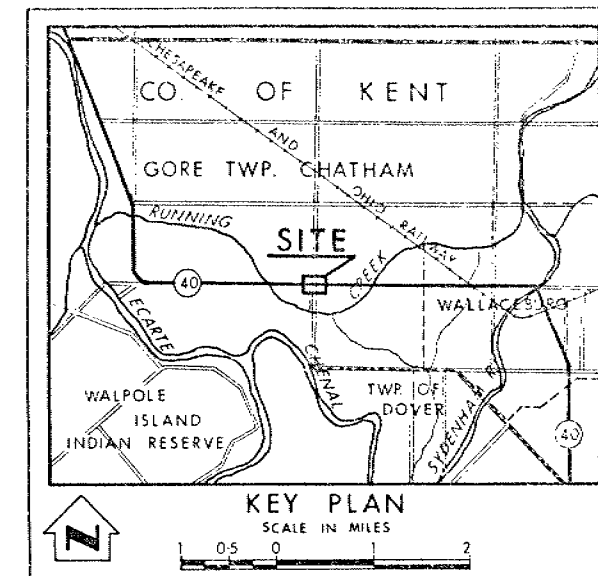 CO. OF KENT
CHESAPEAKE AND OHIO RAILWAY
GORE TWP. CHATHAM
RUNNING CREEK
SITE
40
WALLACEBURG
LECARTE CHENAL
WALPOLE
ISLAND
INDIAN RESERVE
TWP. OF
DOVER
SYDENHAM R.
40
N
KEY PLAN
SCALE IN MILES
1 0·5 0 1 2